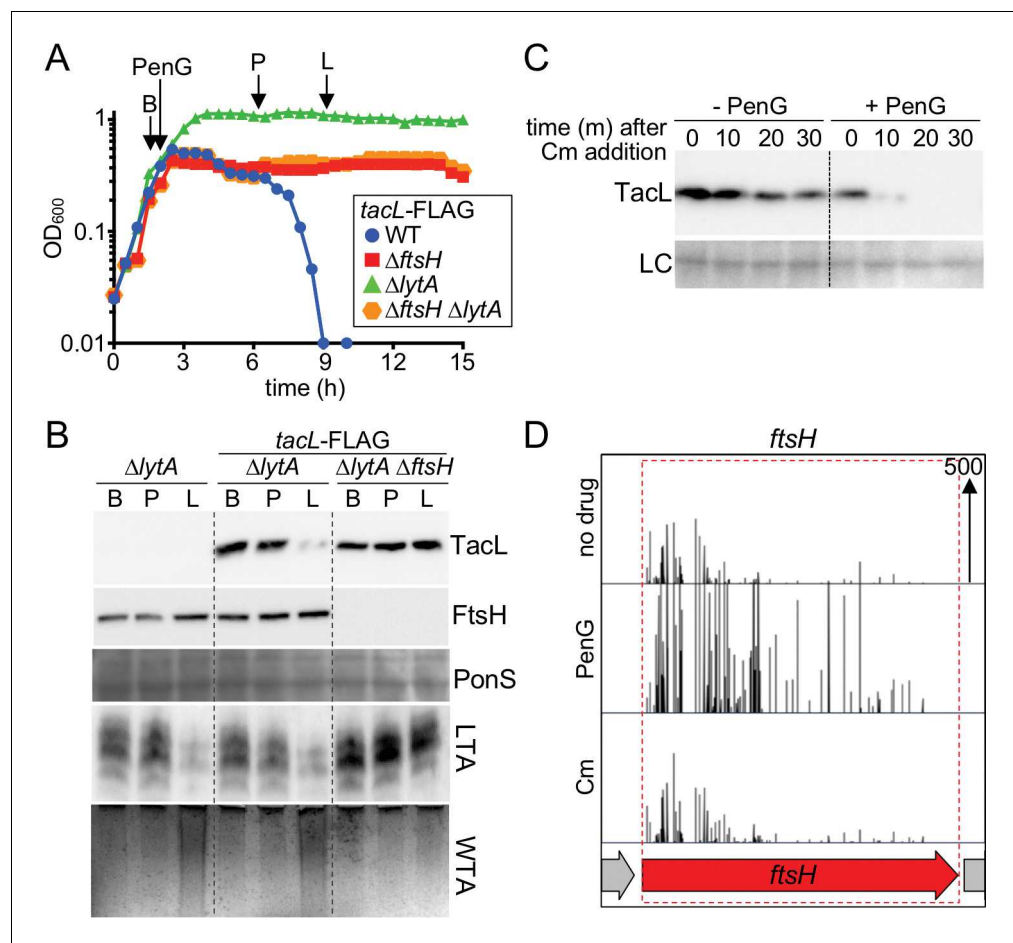 A
B
PenG
P
L
1
0.1
0.01
OD600
0
3
6
9
12
15
time (h)
tacL-FLAG
WT
ΔftsH
ΔlytA
ΔftsH ΔlytA
C
- PenG + PenG
time (m) after
Cm addition
0 10 20 30 0 10 20 30
TacL
LC
B
tacL-FLAG
ΔlytA ΔlytA ΔlytA ΔftsH
B P L B P L B P L
TacL
FtsH
PonS
LTA
WTA
D
ftsH
500
no drug
PenG
Cm
ftsH